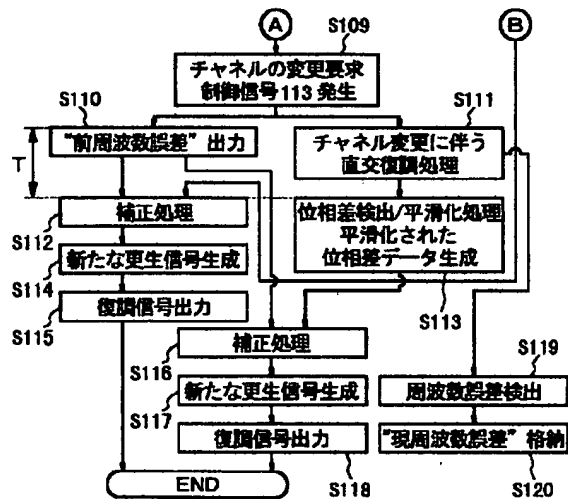 A
B
S109
チャネルの変更要求
制御信号113発生
S110
S111
"前周波数誤差"出力
チャネル変更に伴う
直交復調処理
T
補正処理
位相差検出/平滑化処理
平滑化された
位相差データ生成
S112
新たな更生信号生成
S114
S113
復調信号出力
S115
補正処理
S116
S119
新たな更生信号生成
周波数誤差検出
S117
復調信号出力
"現周波数誤差"格納
END
S118
S120